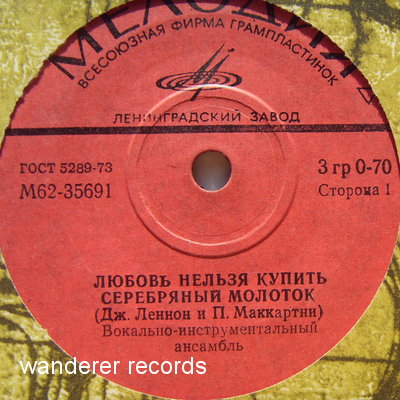 МЕЛОДИЯ
ВСЕСОЮЗНАЯ ФИРМА ГРАМПЛАСТИНОК
ЛЕНИНГРАДСКИЙ ЗАВОД
ГОСТ 5289-73
3 гр 0-70
М62-35691
Сторона 1
ЛЮБОВЬ НЕЛЬЗЯ КУПИТЬ
СЕРЕБРЯНЫЙ МОЛОТОК
(Дж. Леннон и П. Маккартни)
Вокально-инструментальный
ансамбль
wanderer records